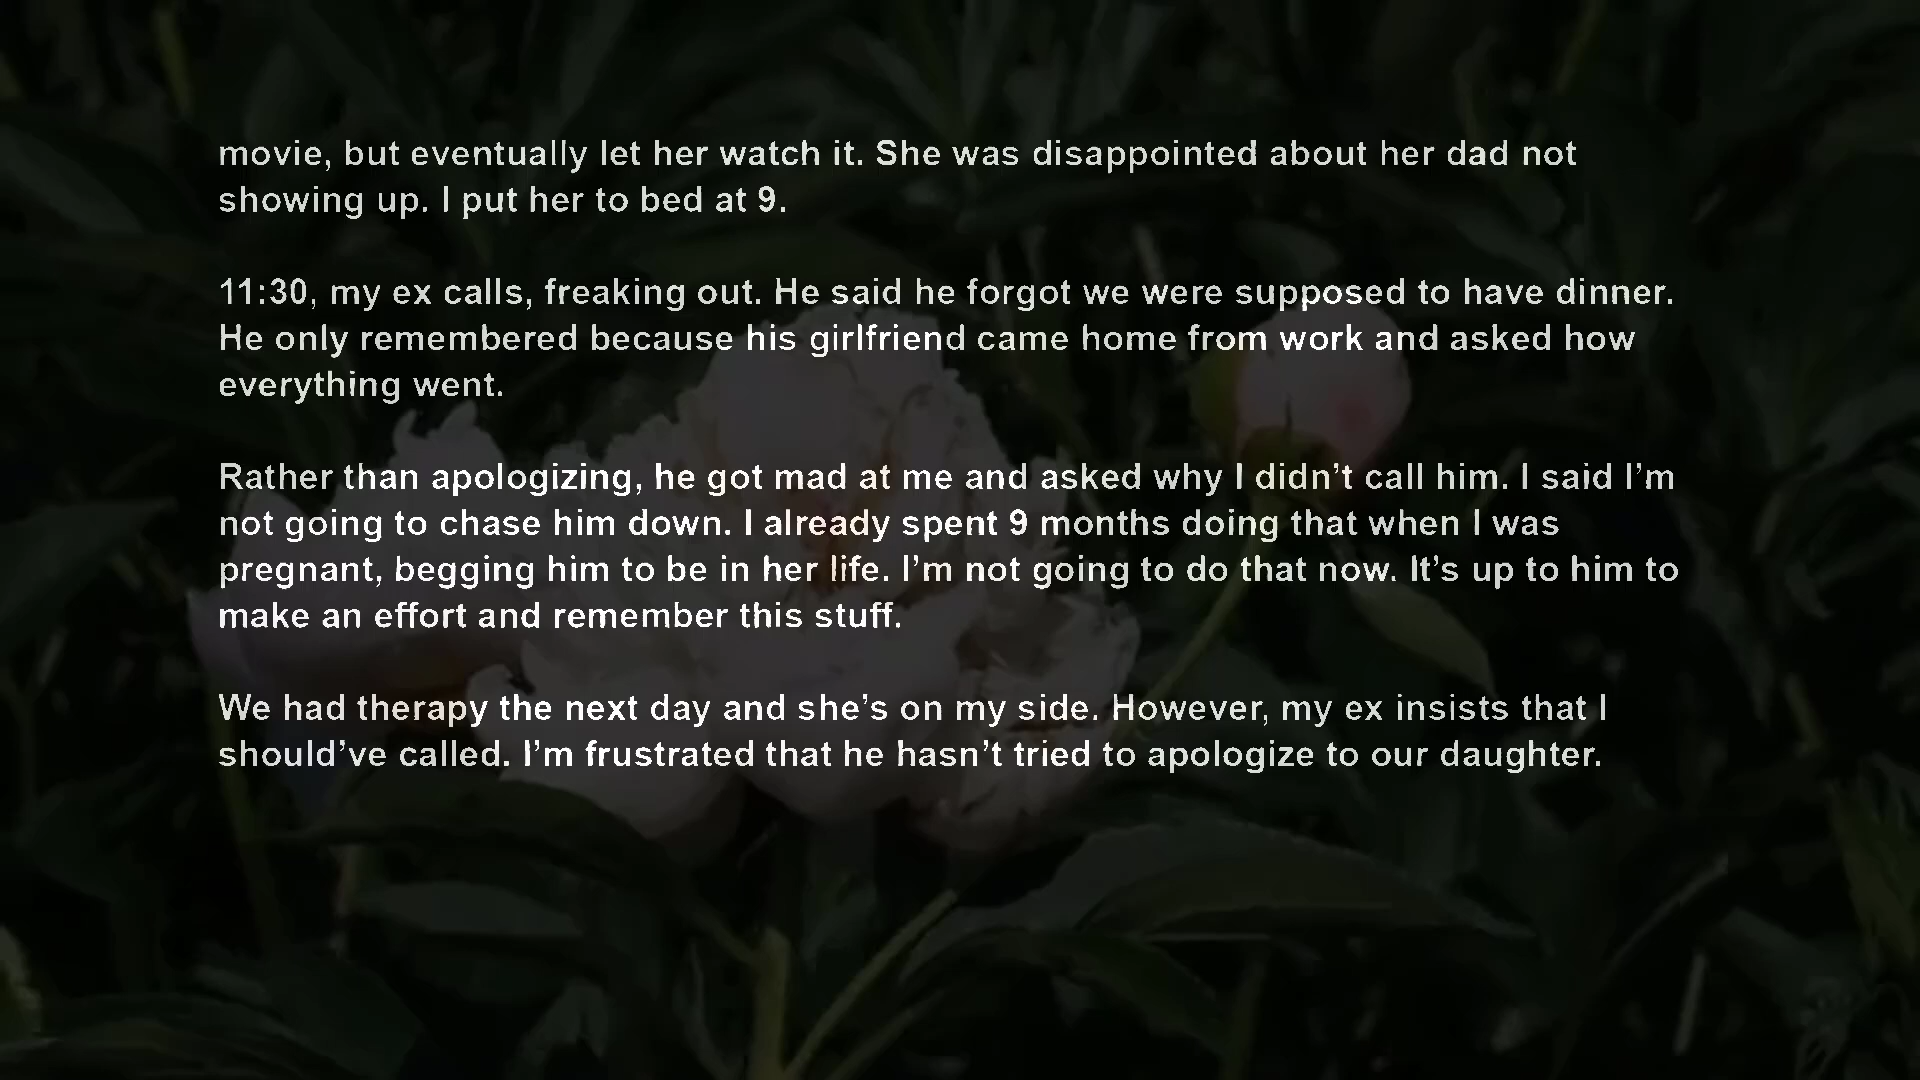 movie, but eventually let her watch it. She was disappointed about her dad not
showing up. I put her to bed at 9.
11:30, my ex calls, freaking out. He said he forgot we were supposed to have dinner.
He only remembered because his girlfriend came home from work and asked how
everything went.
Rather than apologizing, he got mad at me and asked why I didn’t call him. I said I’m
not going to chase him down. I already spent 9 months doing that when I was
pregnant, begging him to be in her life. I’m not going to do that now. It’s up to him to
make an effort and remember this stuff.
We had therapy the next day and she’s on my side. However, my ex insists that I
should’ve called. I’m frustrated that he hasn’t tried to apologize to our daughter.